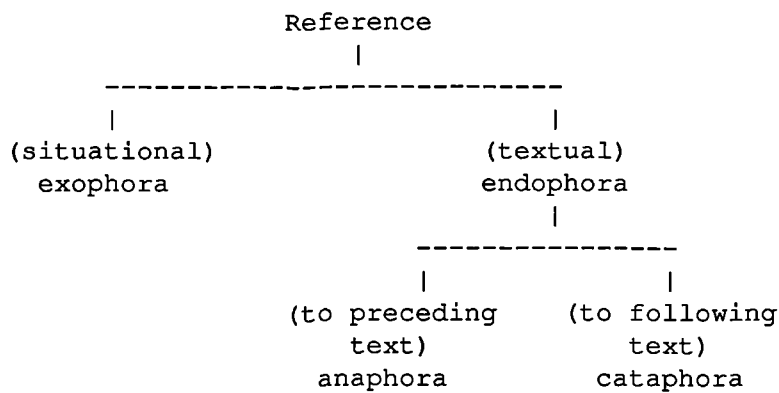 Reference
(situational) (textual)
exophora endophora
(to preceding (to following
text) text)
anaphora cataphora